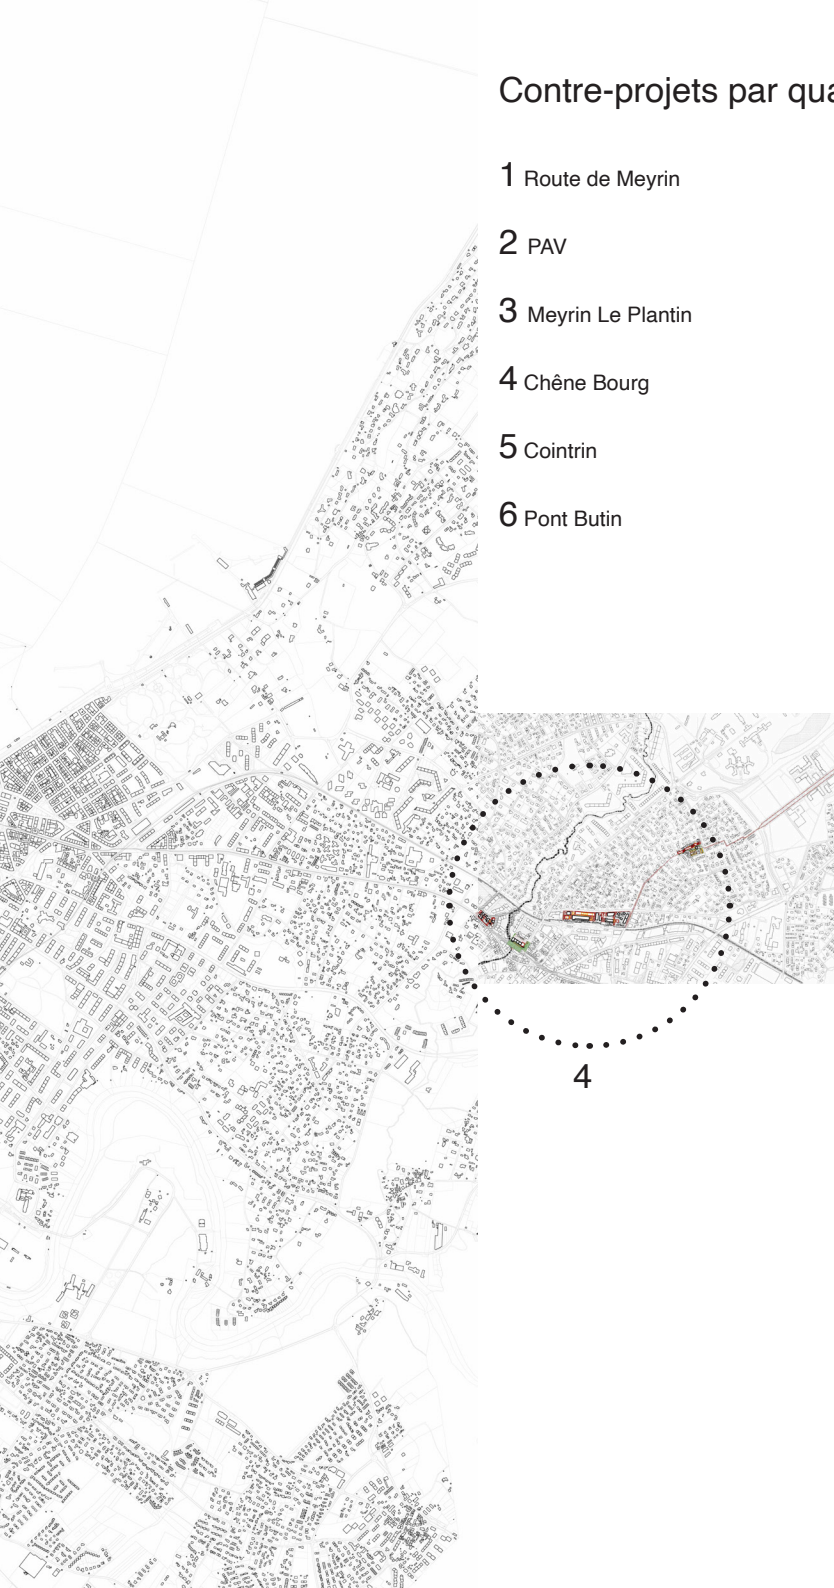 Contre-projets par qua
1 Route de Meyrin
2 PAV
3 Meyrin Le Plantin
4 Chêne Bourg
5 Cointrin
6 Pont Butin
4